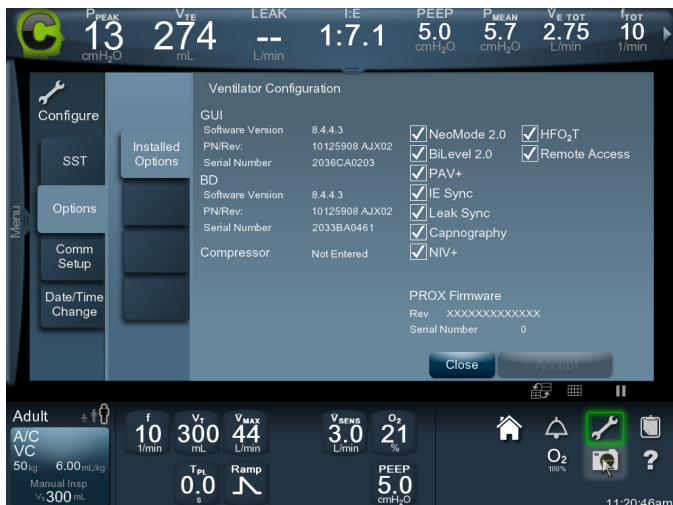 PPEAK VTE LEAK I:E PEEP PMEAN V̇E TOT fTOT
13 274 -- 1:7.1 5.0 5.7 2.75 10
cmH2O mL L/min cmH2O cmH2O L/min 1/min
Menu
Configure
SST
Options
Comm
Setup
Date/Time
Change
Installed
Options
Ventilator Configuration
GUI
Software Version 8.4.4.3
PN/Rev: 10125908 AJX02
Serial Number 2036CA0203
BD
Software Version 8.4.4.3
PN/Rev: 10125908 AJX02
Serial Number 2033BA0461
Compressor Not Entered
NeoMode 2.0 HFO2T
BiLevel 2.0 Remote Access
PAV+
IE Sync
Leak Sync
Capnography
NIV+
PROX Firmware
Rev XXXXXXXXXXXXX
Serial Number 0
Close Accept
Adult
A/C
VC
50 kg 6.00 mL/kg
Manual Insp
VT 300 mL
f VT V̇MAX V̇SENS O2
10 300 44 3.0 21
1/min mL L/min L/min %
TPL Ramp PEEP
0.0 5.0
s cmH2O
O2
100%
?
11:20:46am